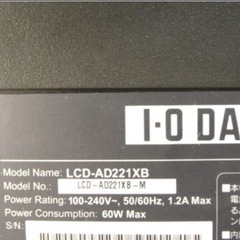 I·O DA
Model Name: LCD-AD221XB
Model No.: LCD-AD221XB-M
Power Rating: 100-240V~, 50/60Hz, 1.2A Max
Power Consumption: 60W Max
S/N: